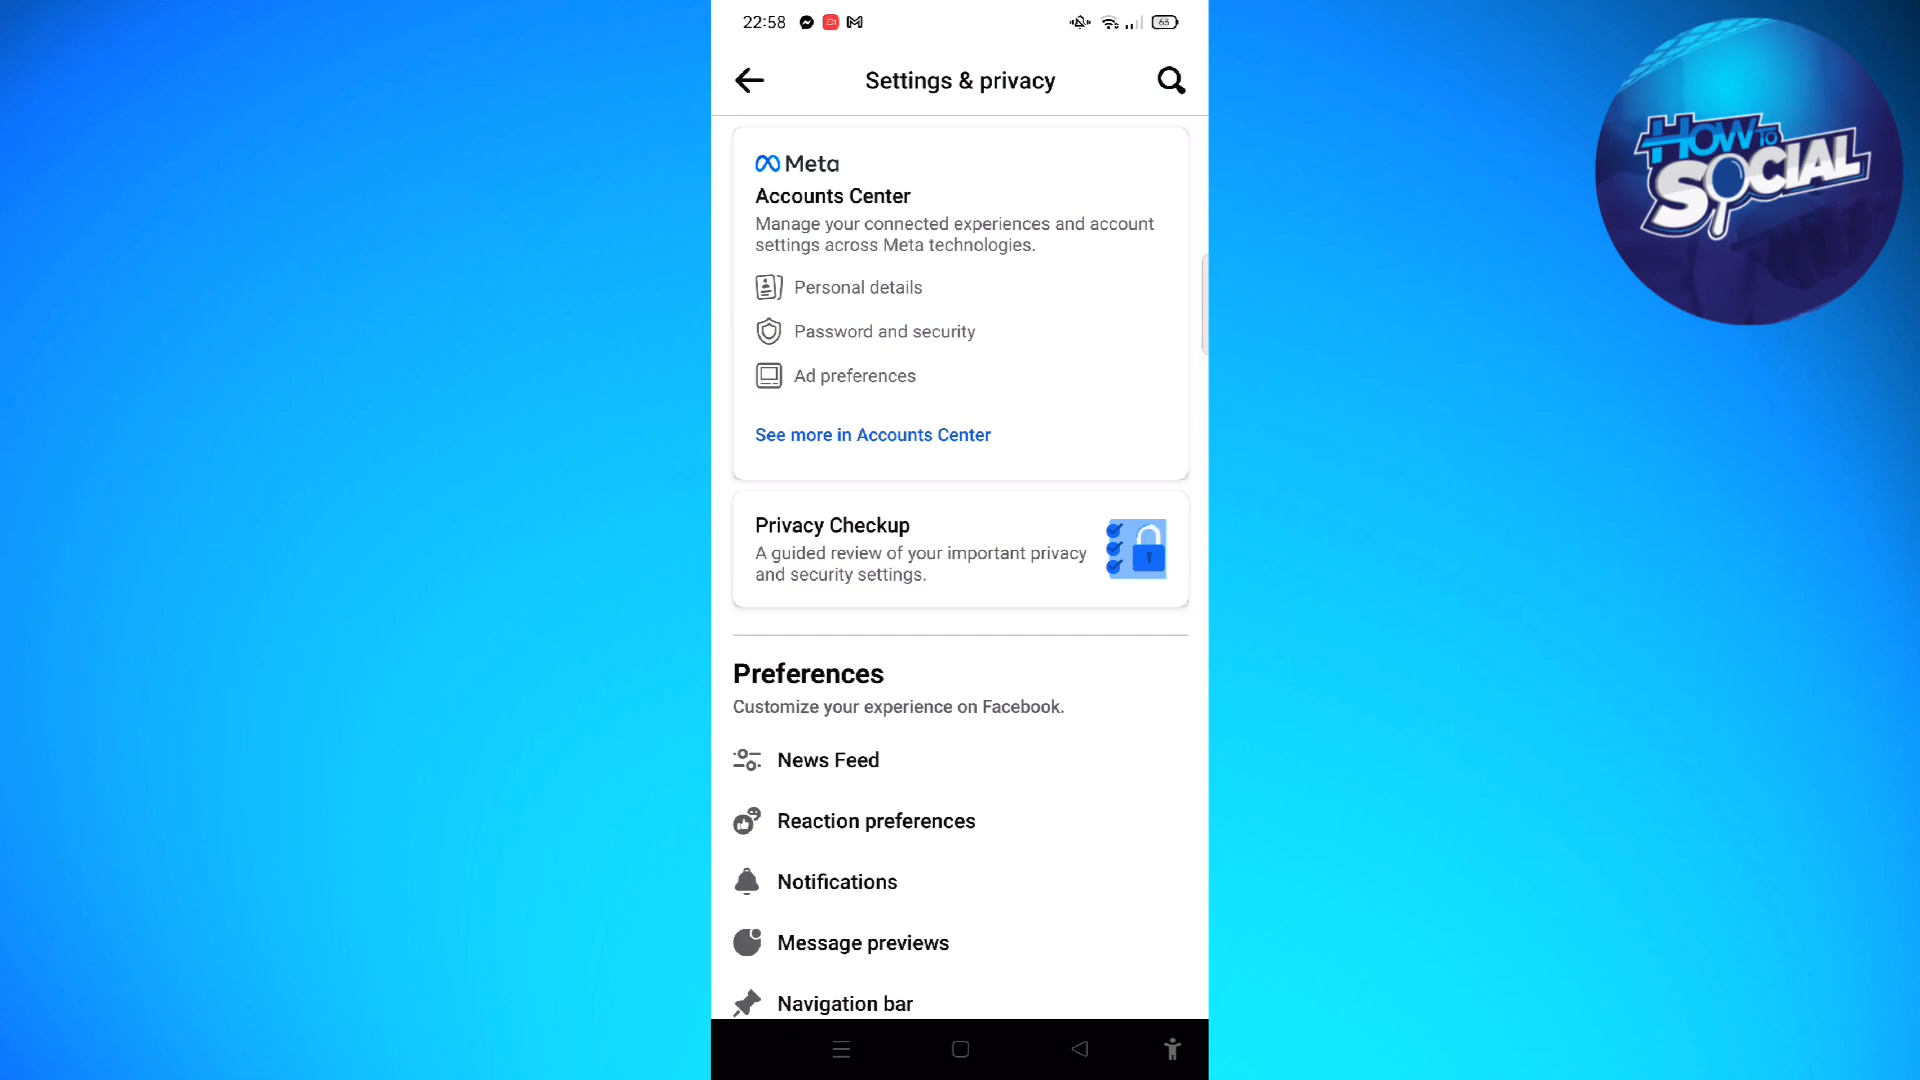 22:58
63
Settings & privacy
HOW TO
SOCIAL
Meta
Accounts Center
Manage your connected experiences and account
settings across Meta technologies.
Personal details
Password and security
Ad preferences
See more in Accounts Center
Privacy Checkup
A guided review of your important privacy
and security settings.
Preferences
Customize your experience on Facebook.
News Feed
Reaction preferences
Notifications
Message previews
Navigation bar